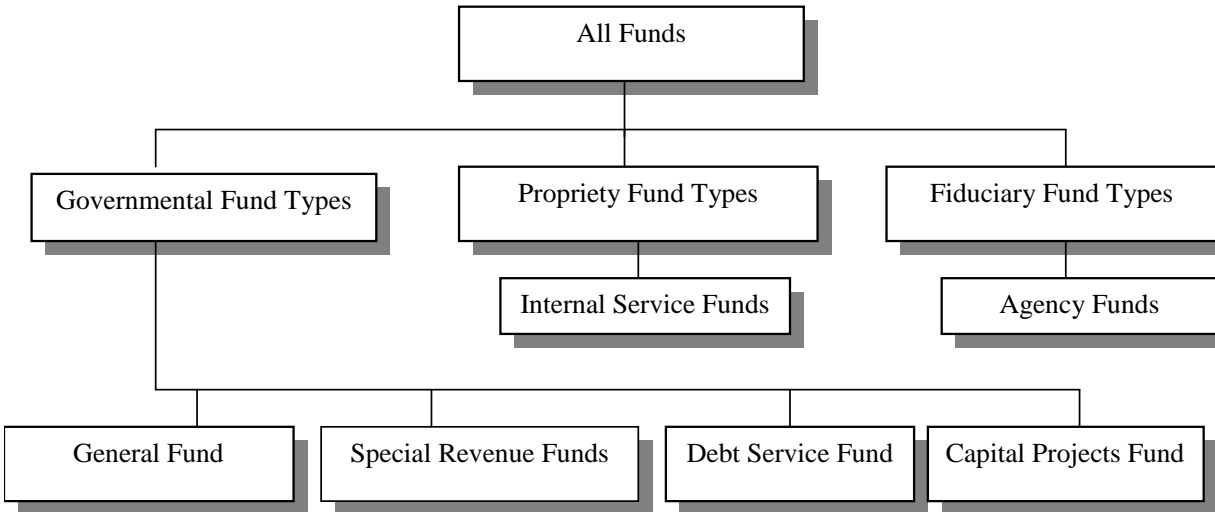 All Funds
Governmental Fund Types
Propriety Fund Types
Fiduciary Fund Types
Internal Service Funds
Agency Funds
General Fund
Special Revenue Funds
Debt Service Fund
Capital Projects Fund